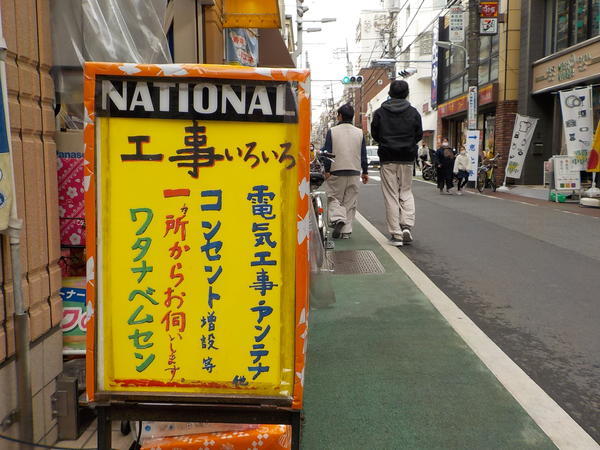 NATIONAL
工事いろいろ
電気工事・アンテナ
コンセント増設等 他
一ヶ所からお伺いします。
ワタナベムセン
Panaso